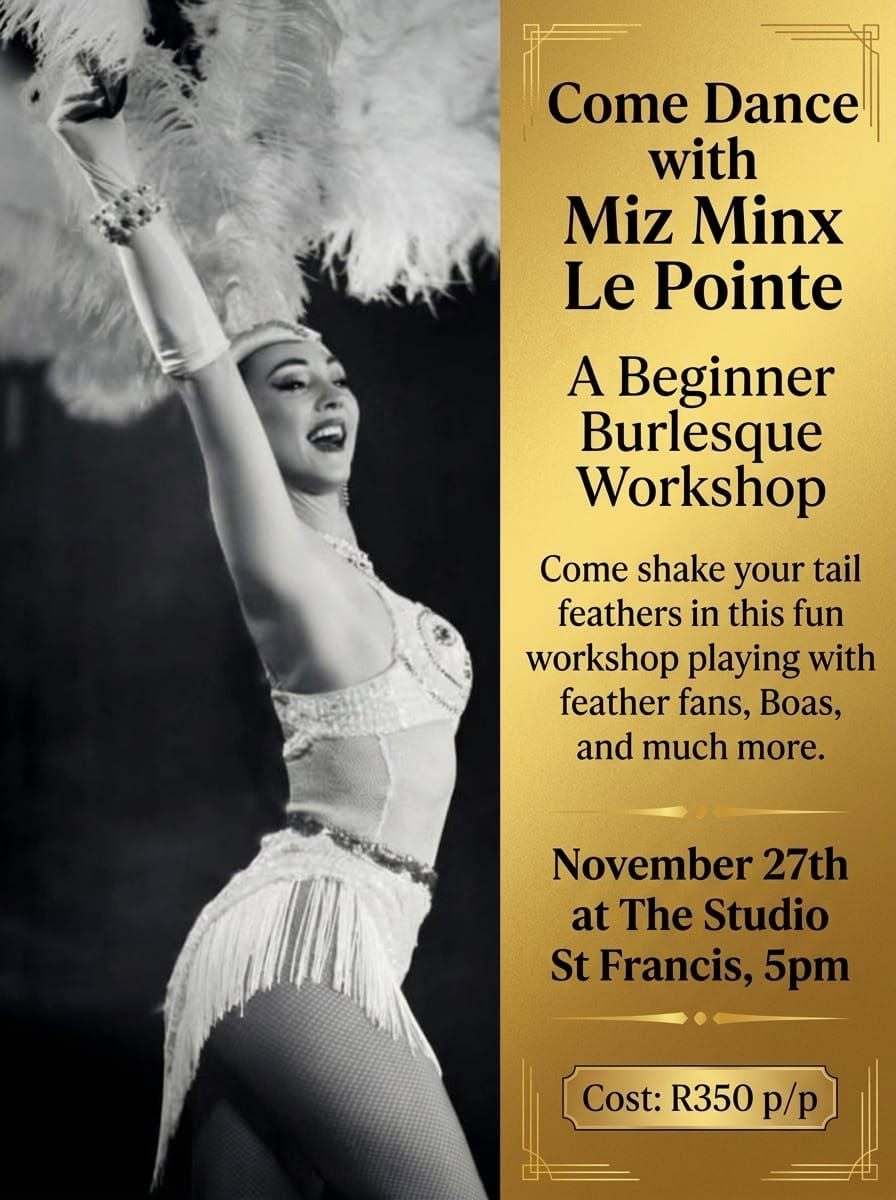 Come Dance
with
Miz Minx
Le Pointe
A Beginner
Burlesque
Workshop
Come shake your tail
feathers in this fun
workshop playing with
feather fans, Boas,
and much more.
November 27th
at The Studio
St Francis, 5pm
Cost: R350 p/p